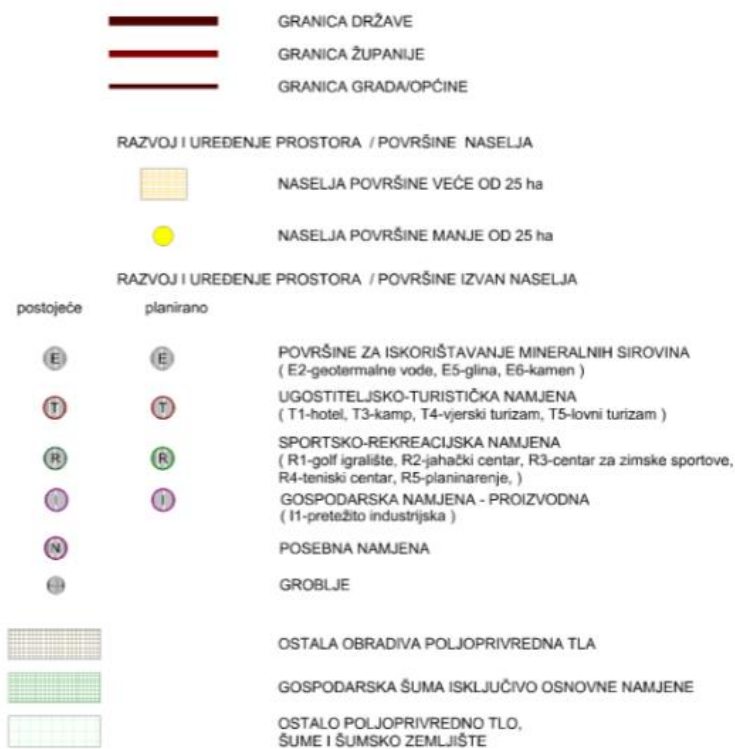 GRANICA DRŽAVE
GRANICA ŽUPANIJE
GRANICA GRADA/OPĆINE
RAZVOJ I UREĐENJE PROSTORA / POVRŠINE NASELJA
NASELJA POVRŠINE VEĆE OD 25 ha
NASELJA POVRŠINE MANJE OD 25 ha
RAZVOJ I UREĐENJE PROSTORA / POVRŠINE IZVAN NASELJA
postojeće planirano
E E POVRŠINE ZA ISKORIŠTAVANJE MINERALNIH SIROVINA
( E2-geotermalne vode, E5-glina, E6-kamen )
T T UGOSTITELJSKO-TURISTIČKA NAMJENA
( T1-hotel, T3-kamp, T4-vjerski turizam, T5-lovni turizam )
R R SPORTSKO-REKREACIJSKA NAMJENA
( R1-golf igralište, R2-jahački centar, R3-centar za zimske sportove,
R4-teniski centar, R5-planinarenje, )
I I GOSPODARSKA NAMJENA - PROIZVODNA
( I1-pretežito industrijska )
N POSEBNA NAMJENA
GROBLJE
OSTALA OBRADIVA POLJOPRIVREDNA TLA
GOSPODARSKA ŠUMA ISKLJUČIVO OSNOVNE NAMJENE
OSTALO POLJOPRIVREDNO TLO,
ŠUME I ŠUMSKO ZEMLJIŠTE